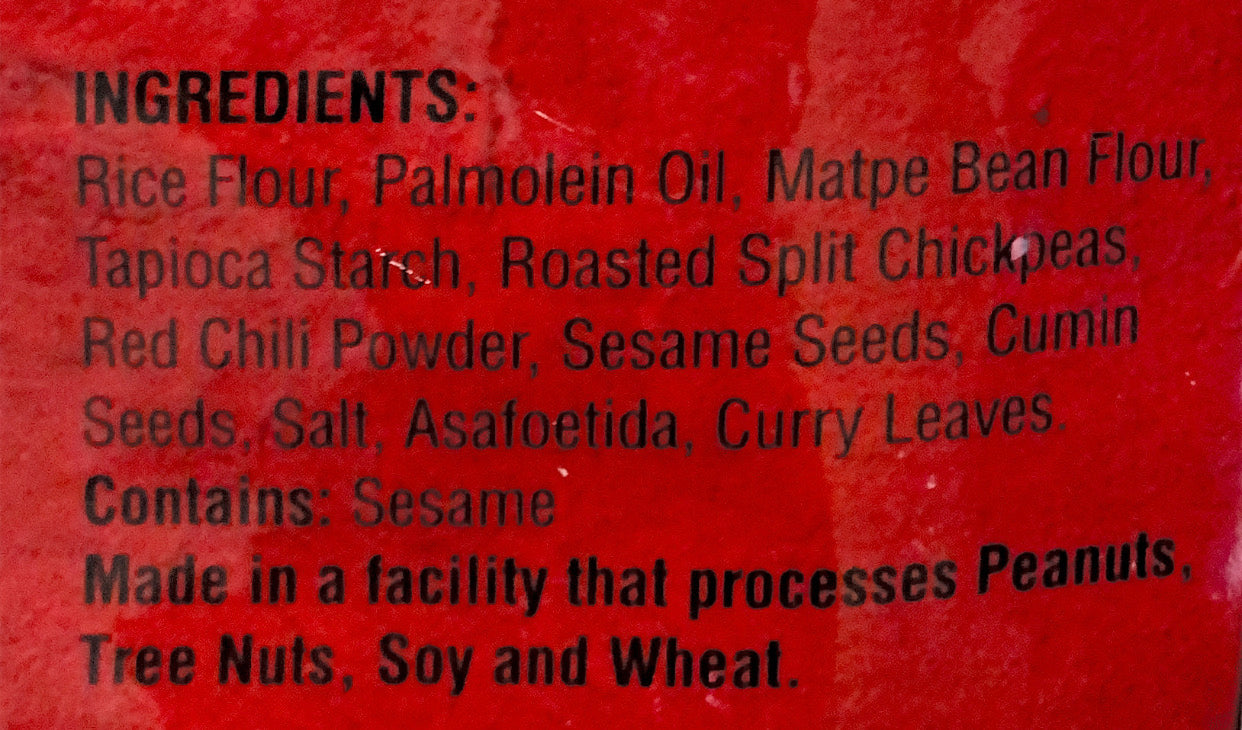 INGREDIENTS:
Rice Flour, Palmolein Oil, Matpe Bean Flour,
Tapioca Starch, Roasted Split Chickpeas,
Red Chili Powder, Sesame Seeds, Cumin
Seeds, Salt, Asafoetida, Curry Leaves.
Contains: Sesame
Made in a facility that processes Peanuts,
Tree Nuts, Soy and Wheat.